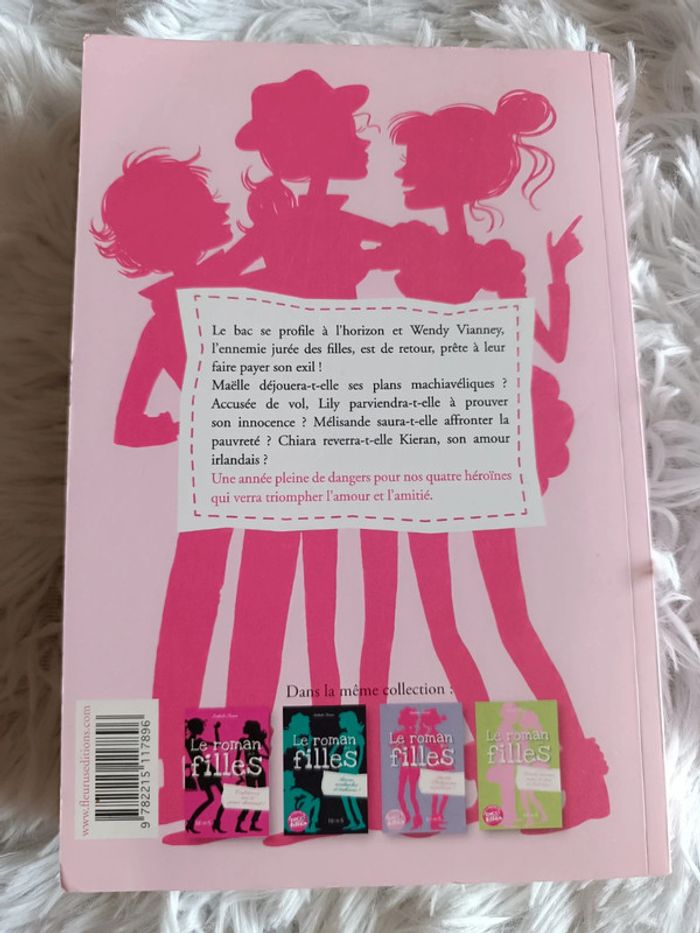 Le bac se profile à l'horizon et Wendy Vianney,
l'ennemie jurée des filles, est de retour, prête à leur
faire payer son exil !
Maëlle déjouera-t-elle ses plans machiavéliques ?
Accusée de vol, Lily parviendra-t-elle à prouver
son innocence ? Mélisande saura-t-elle affronter la
pauvreté ? Chiara reverra-t-elle Kieran, son amour
irlandais ?
Une année pleine de dangers pour nos quatre héroïnes
qui verra triompher l'amour et l'amitié.
Dans la même collection :
www.fleuruseditions.com
9 782215 117896
Le roman
filles
Le roman
filles
Le roman
filles
Le roman
filles